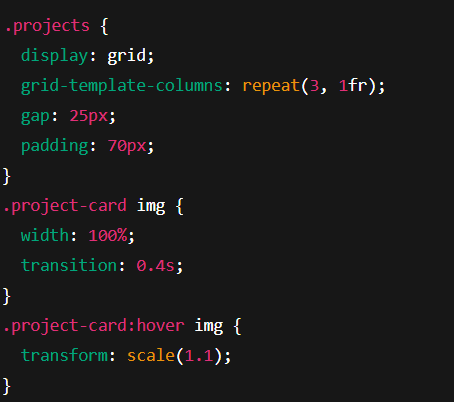 .projects {
  display: grid;
  grid-template-columns: repeat(3, 1fr);
  gap: 25px;
  padding: 70px;
}
.project-card img {
  width: 100%;
  transition: 0.4s;
}
.project-card:hover img {
  transform: scale(1.1);
}